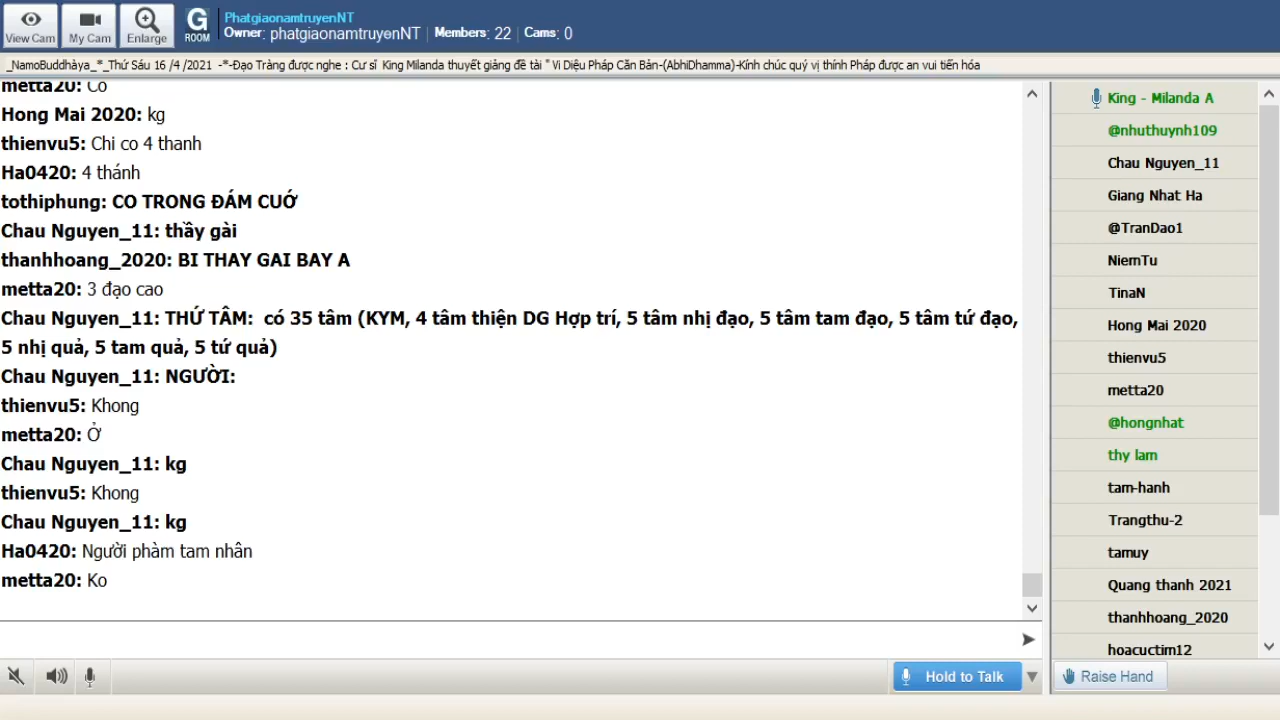 View Cam
My Cam
Enlarge
G
ROOM
PhatgiaonamtruyenNT
Owner: phatgiaonamtruyenNT | Members: 22 | Cams: 0
_NamoBuddhàya_*_Thứ Sáu 16 /4 /2021 -*-Đạo Tràng được nghe : Cư sĩ King Milanda thuyết giảng đề tài " Vi Diệu Pháp Căn Bản-(AbhiDhamma)-Kính chúc quý vị thính Pháp được an vui tiến hóa
metta20: Có
Hong Mai 2020: kg
thienvu5: Chi co 4 thanh
Ha0420: 4 thánh
tothiphung: CO TRONG ĐÁM CUỚ
Chau Nguyen_11: thầy gài
thanhhoang_2020: BI THAY GAI BAY A
metta20: 3 đạo cao
Chau Nguyen_11: THỨ TÂM: có 35 tâm (KYM, 4 tâm thiện DG Hợp trí, 5 tâm nhị đạo, 5 tâm tam đạo, 5 tâm tứ đạo,
5 nhị quả, 5 tam quả, 5 tứ quả)
Chau Nguyen_11: NGƯỜI:
thienvu5: Khong
metta20: Ở
Chau Nguyen_11: kg
thienvu5: Khong
Chau Nguyen_11: kg
Ha0420: Người phàm tam nhân
metta20: Ko
King - Milanda A
@nhuthuynh109
Chau Nguyen_11
Giang Nhat Ha
@TranDao1
NiemTu
TinaN
Hong Mai 2020
thienvu5
metta20
@hongnhat
thy lam
tam-hanh
Trangthu-2
tamuy
Quang thanh 2021
thanhhoang_2020
hoacuctim12
Hold to Talk
Raise Hand